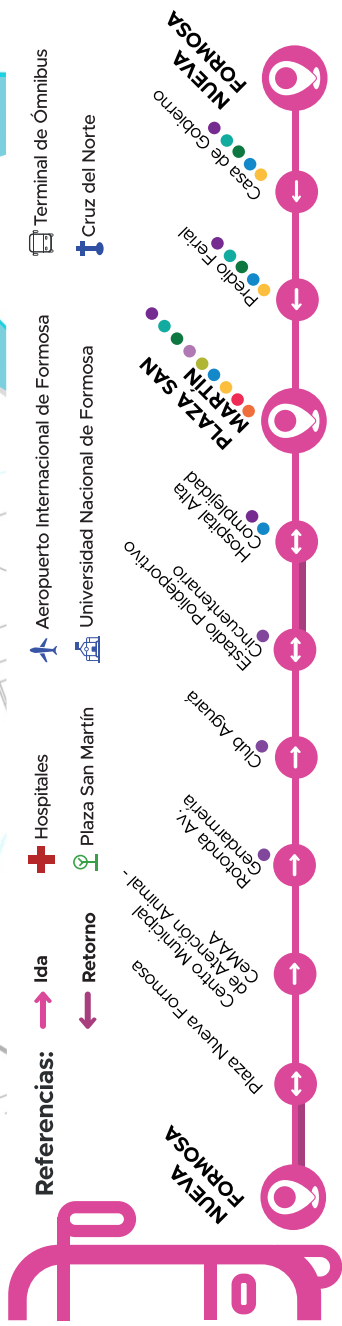 Referencias:
Ida
Retorno
Hospitales
Plaza San Martín
Aeropuerto Internacional de Formosa
Universidad Nacional de Formosa
Terminal de Ómnibus
Cruz del Norte
NUEVA
FORMOSA
Plaza Nueva Formosa
Centro Municipal
de Atención Animal -
CeMAA
Rotonda Av.
Gendarmería
Club Aguará
Estadio Polideportivo
Cincuentenario
Hospital Alta
Complejidad
PLAZA SAN
MARTÍN
Predio Ferial
Casa de Gobierno
NUEVA
FORMOSA